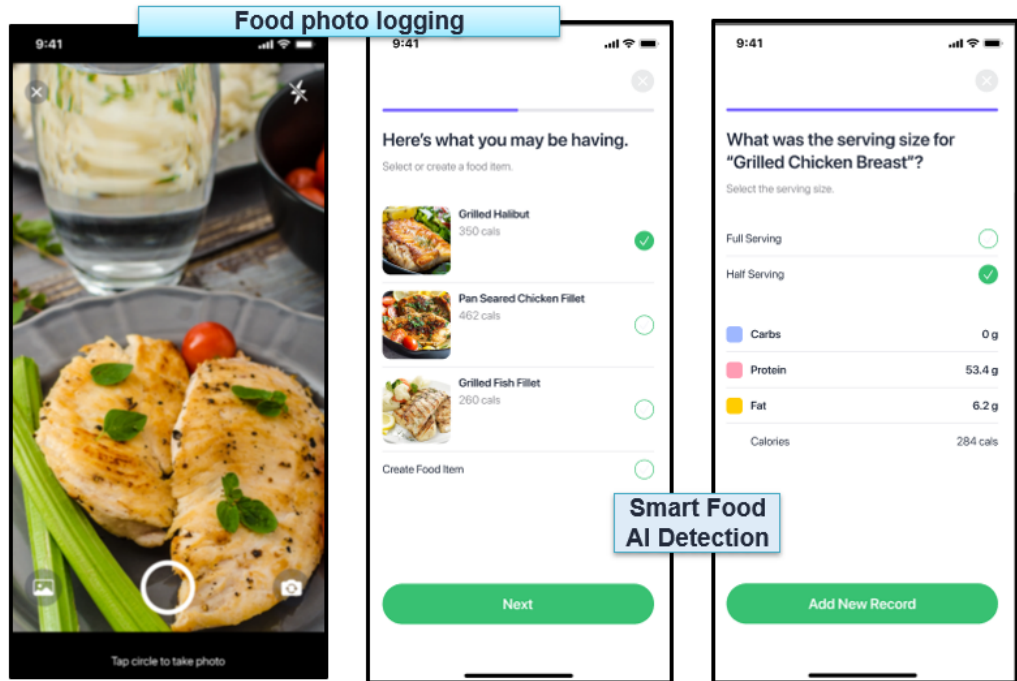 Food photo logging
9:41
Tap circle to take photo
9:41
Here's what you may be having.
Select or create a food item.
Grilled Halibut
350 cals
Pan Seared Chicken Fillet
462 cals
Grilled Fish Fillet
260 cals
Create Food Item
Next
9:41
What was the serving size for
“Grilled Chicken Breast”?
Select the serving size.
Full Serving
Half Serving
Carbs 0 g
Protein 53.4 g
Fat 6.2 g
Calories 284 cals
Smart Food
AI Detection
Add New Record